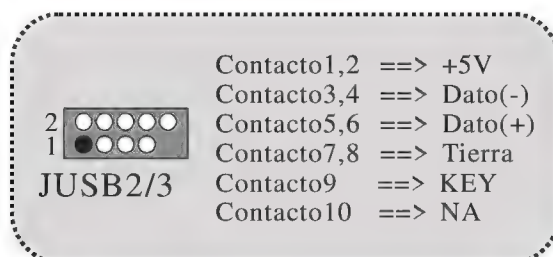 Contacto1,2 ==> +5V
Contacto3,4 ==> Dato(-)
Contacto5,6 ==> Dato(+)
Contacto7,8 ==> Tierra
Contacto9 ==> KEY
Contacto10 ==> NA
2
1
JUSB2/3